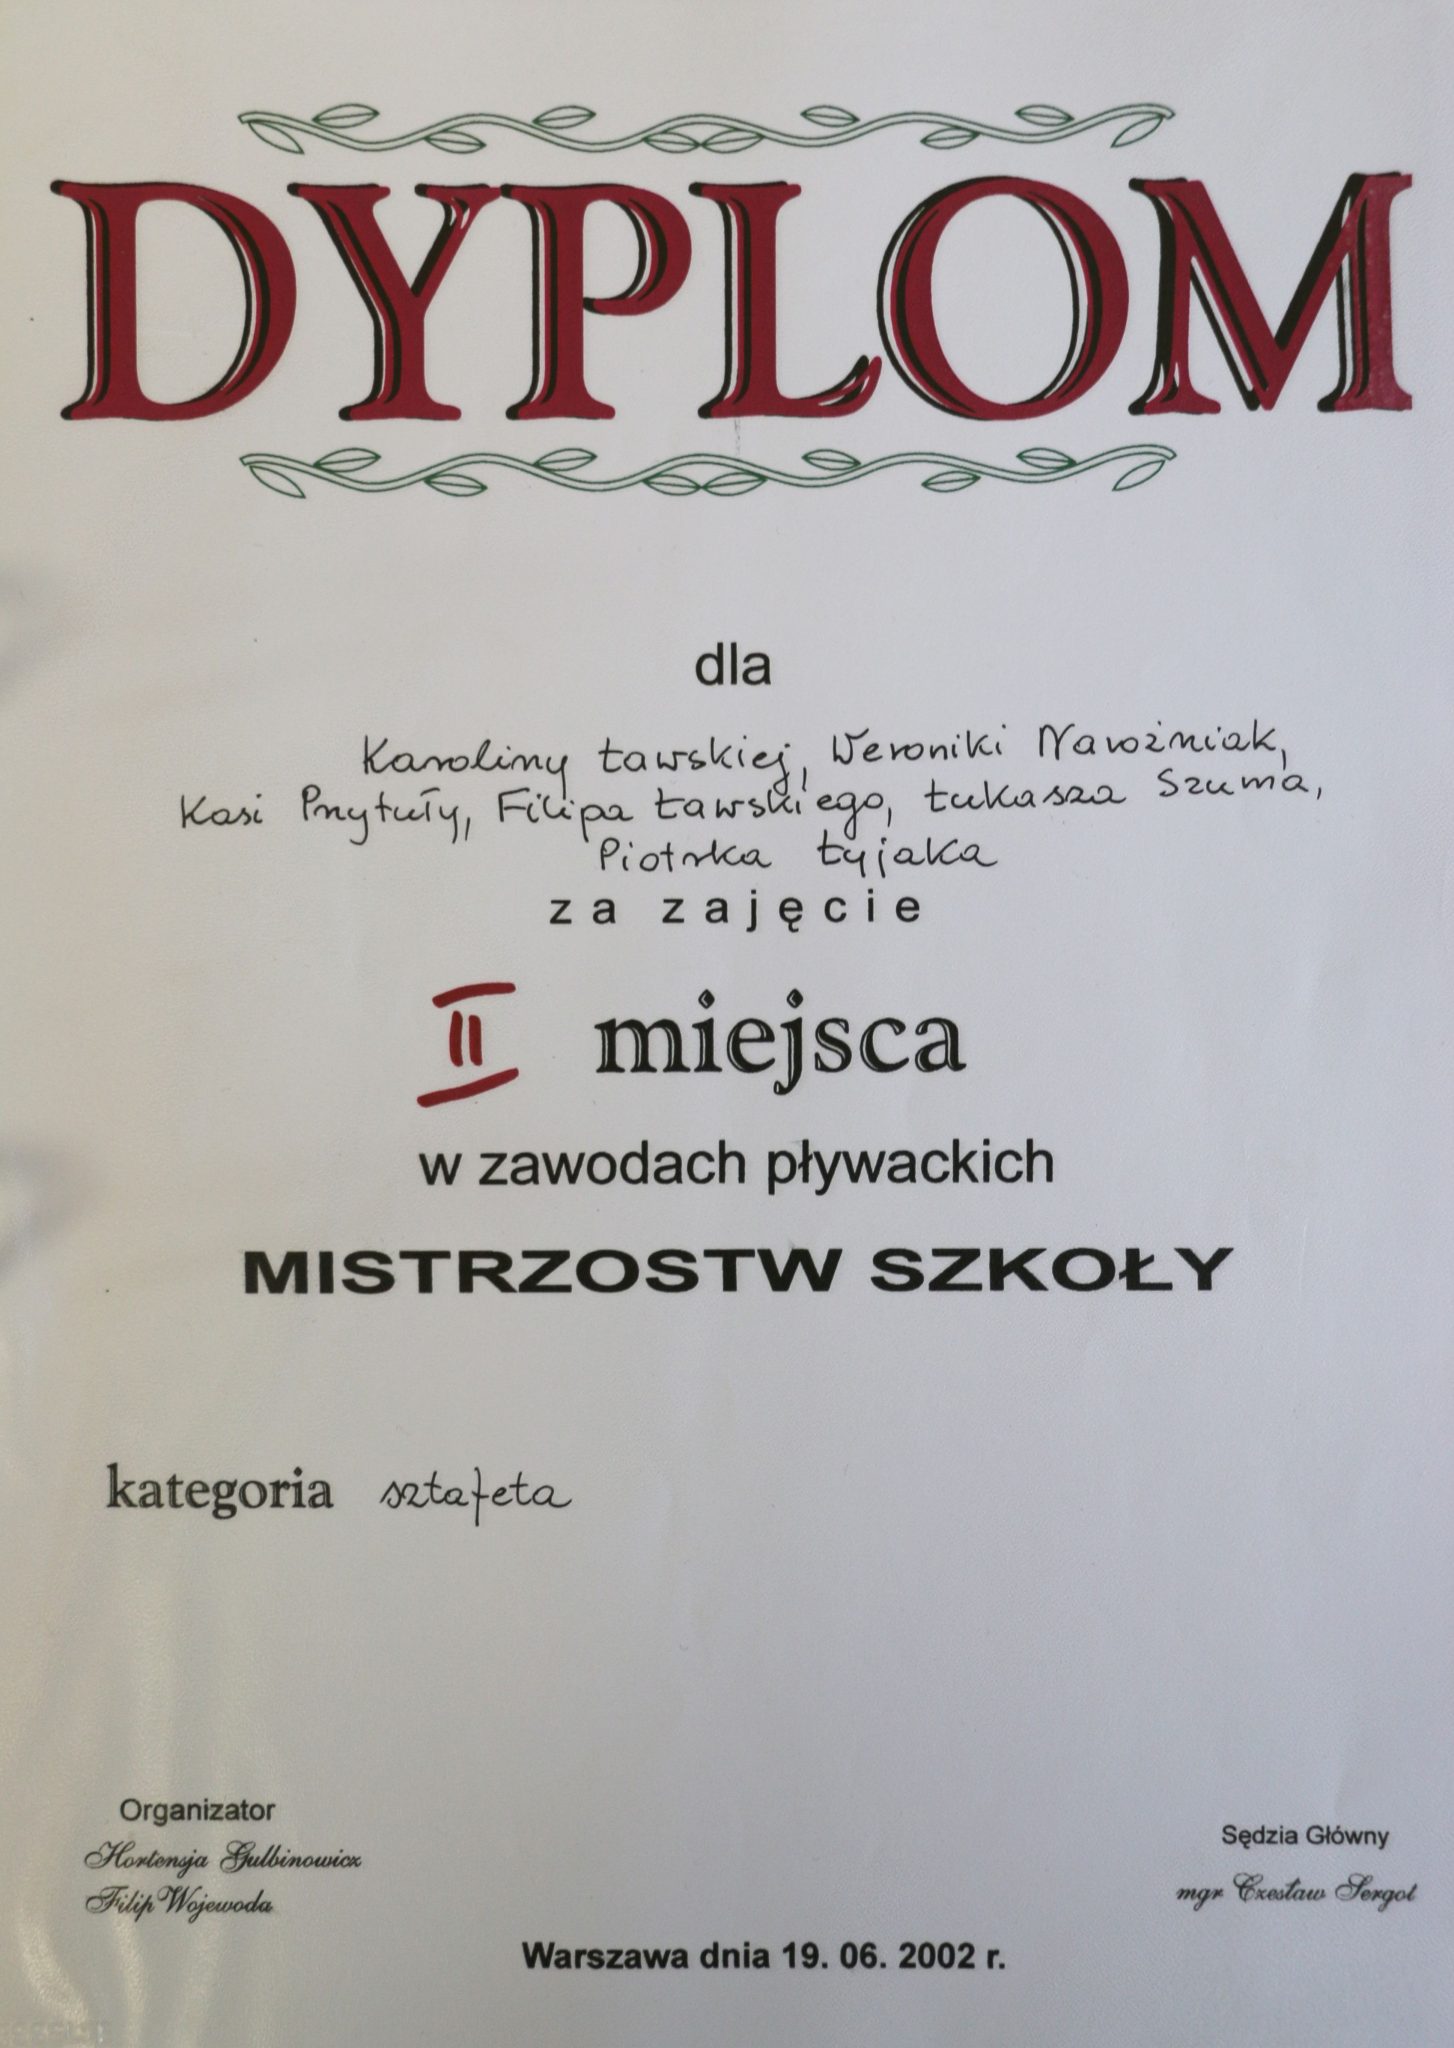 DYPLOM
dla
Karoliny Ławskiej, Weroniki Narożniak,
Kasi Przytuły, Filipa Ławskiego, Łukasza Szuma,
Piotrka Łyjaka
za zajęcie
II miejsca
w zawodach pływackich
MISTRZOSTW SZKOŁY
kategoria sztafeta
Organizator
Hortensja Gulbinowicz
Filip Wojewoda
Sędzia Główny
mgr Czesław Sergot
Warszawa dnia 19. 06. 2002 r.